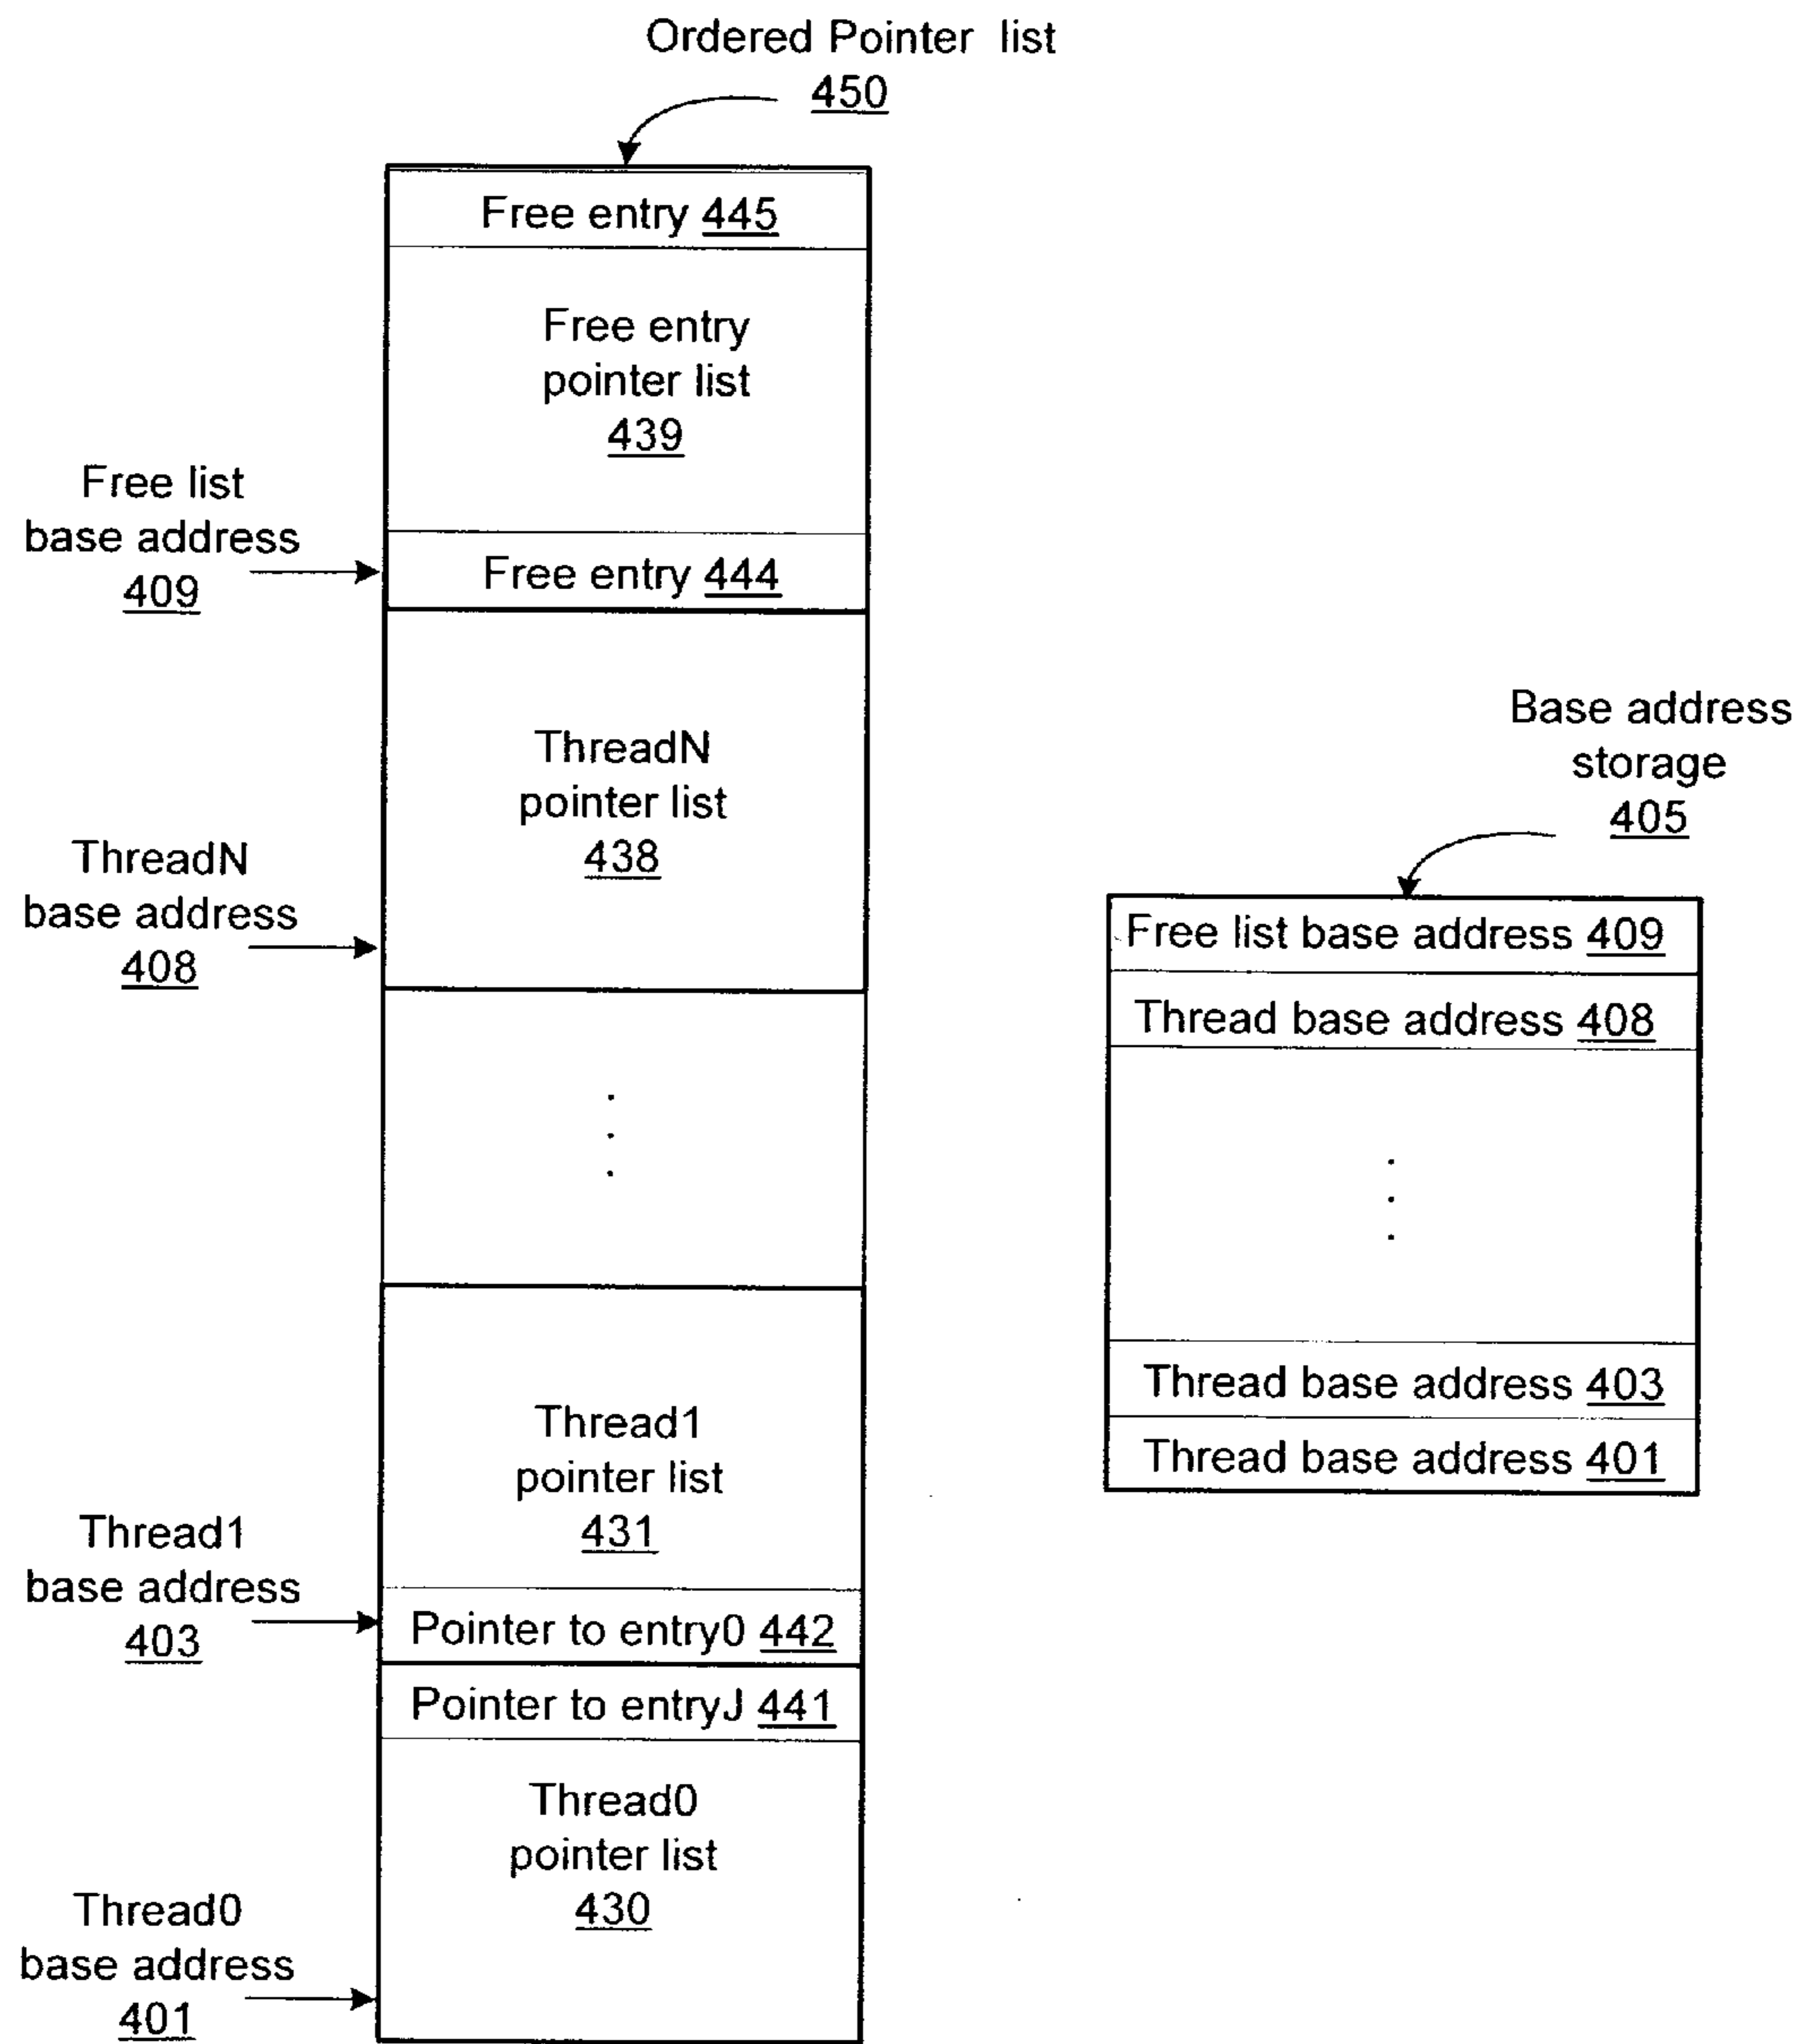 Ordered Pointer list
450
Free entry 445
Free entry
pointer list
439
Free list
base address
409
Free entry 444
ThreadN
pointer list
438
ThreadN
base address
408
.
.
.
Thread1
pointer list
431
Thread1
base address
403
Pointer to entry0 442
Pointer to entryJ 441
Thread0
pointer list
430
Thread0
base address
401
Base address
storage
405
Free list base address 409
Thread base address 408
.
.
.
Thread base address 403
Thread base address 401